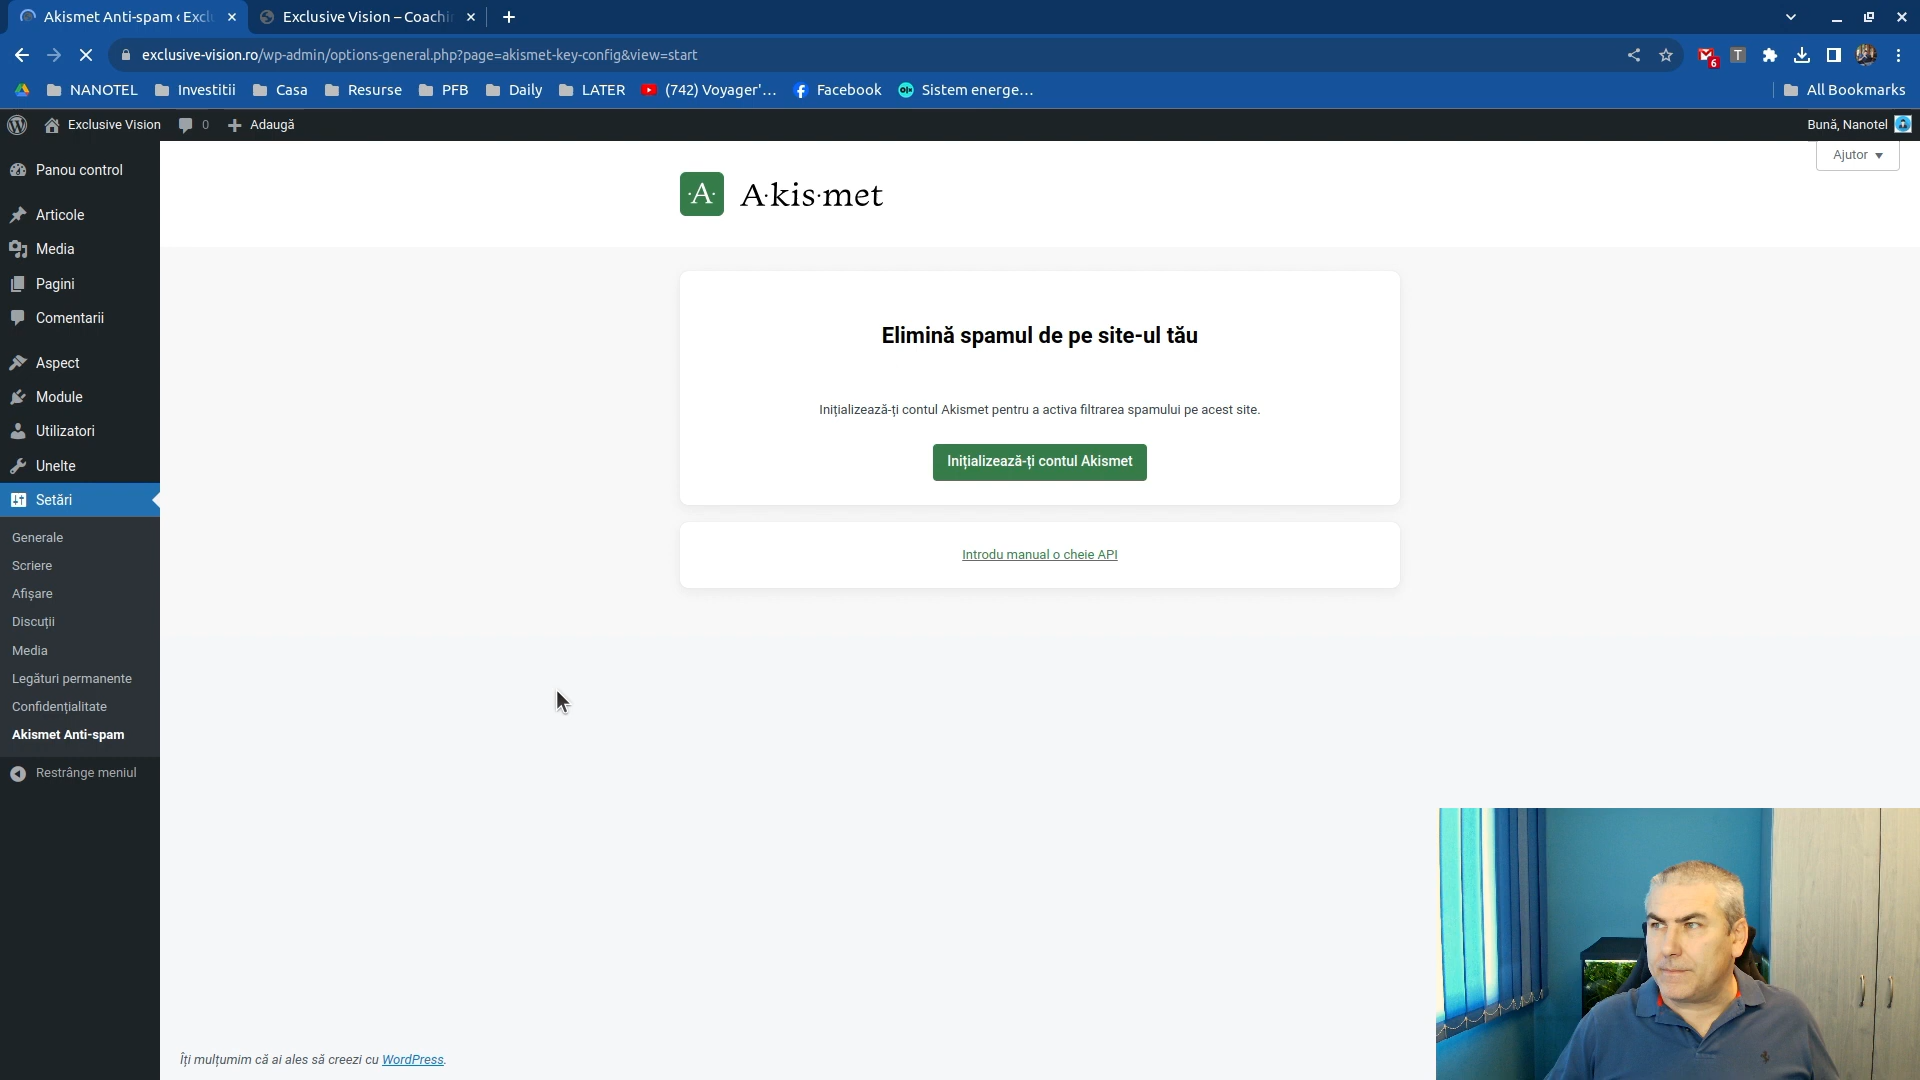 Akismet Anti-spam ‹ Excl
Exclusive Vision – Coachi
exclusive-vision.ro/wp-admin/options-general.php?page=akismet-key-config&view=start
6
T
NANOTEL
Investitii
Casa
Resurse
PFB
Daily
LATER
(742) Voyager'...
Facebook
Sistem energe...
All Bookmarks
Exclusive Vision
0
Adaugă
Bună, Nanotel
Ajutor
Panou control
Articole
Media
Pagini
Comentarii
Aspect
Module
Utilizatori
Unelte
Setări
Generale
Scriere
Afișare
Discuții
Media
Legături permanente
Confidențialitate
Akismet Anti-spam
Restrânge meniul
·A· A·kis·met
Elimină spamul de pe site-ul tău
Inițializează-ți contul Akismet pentru a activa filtrarea spamului pe acest site.
Inițializează-ți contul Akismet
Introdu manual o cheie API
Îți mulțumim că ai ales să creezi cu WordPress.